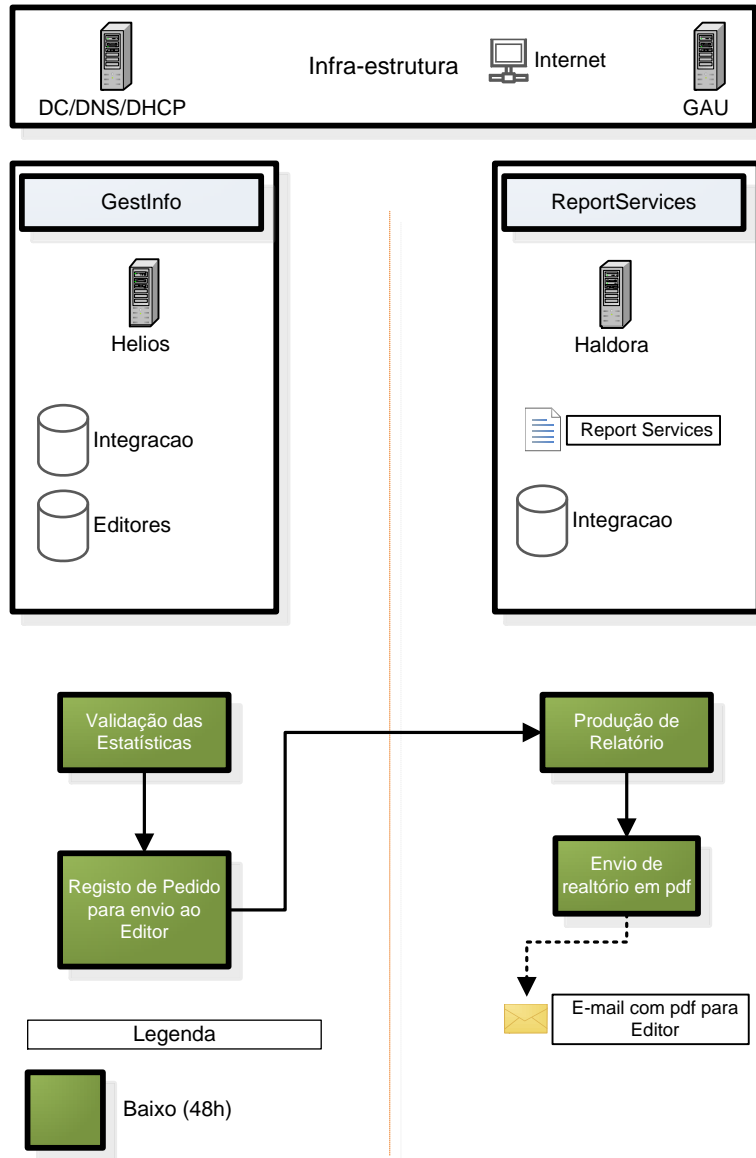 Infra-estrutura
Internet
DC/DNS/DHCP
GAU
GestInfo
Helios
Integracao
Editores
ReportServices
Haldora
Report Services
Integracao
Validação das
Estatísticas
Registo de Pedido
para envio ao
Editor
Produção de
Relatório
Envio de
realtório em pdf
E-mail com pdf para
Editor
Legenda
Baixo (48h)